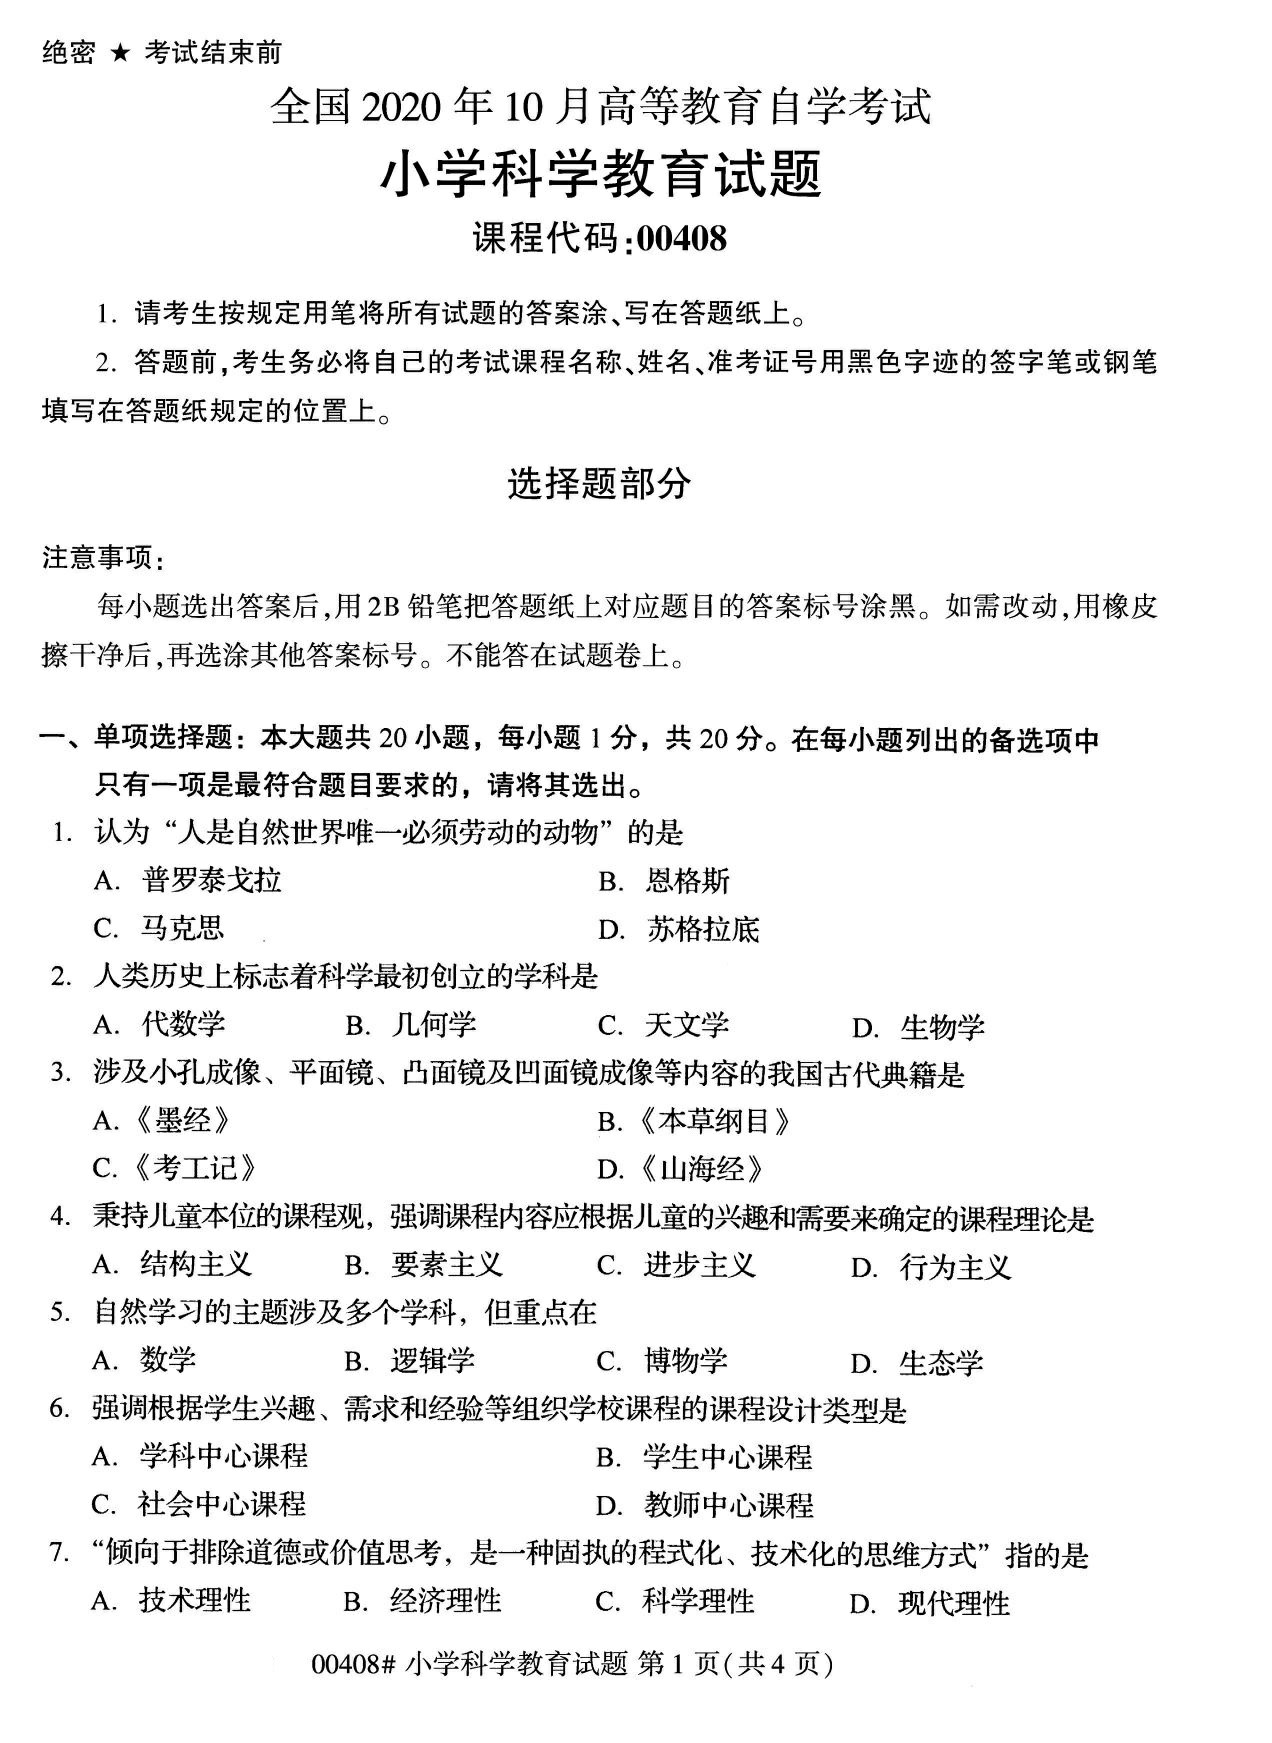 绝密 ★ 考试结束前
全国 2020 年 10 月高等教育自学考试
小学科学教育试题
课程代码:00408
1. 请考生按规定用笔将所有试题的答案涂、写在答题纸上。
2. 答题前,考生务必将自己的考试课程名称、姓名、准考证号用黑色字迹的签字笔或钢笔
填写在答题纸规定的位置上。
选择题部分
注意事项:
每小题选出答案后,用 2B 铅笔把答题纸上对应题目的答案标号涂黑。如需改动,用橡皮
擦干净后,再选涂其他答案标号。不能答在试题卷上。
一、单项选择题：本大题共 20 小题，每小题 1 分，共 20 分。在每小题列出的备选项中
只有一项是最符合题目要求的，请将其选出。
1. 认为“人是自然世界唯一必须劳动的动物”的是
A. 普罗泰戈拉 B. 恩格斯
C. 马克思 D. 苏格拉底
2. 人类历史上标志着科学最初创立的学科是
A. 代数学 B. 几何学 C. 天文学 D. 生物学
3. 涉及小孔成像、平面镜、凸面镜及凹面镜成像等内容的我国古代典籍是
A.《墨经》 B.《本草纲目》
C.《考工记》 D.《山海经》
4. 秉持儿童本位的课程观，强调课程内容应根据儿童的兴趣和需要来确定的课程理论是
A. 结构主义 B. 要素主义 C. 进步主义 D. 行为主义
5. 自然学习的主题涉及多个学科，但重点在
A. 数学 B. 逻辑学 C. 博物学 D. 生态学
6. 强调根据学生兴趣、需求和经验等组织学校课程的课程设计类型是
A. 学科中心课程 B. 学生中心课程
C. 社会中心课程 D. 教师中心课程
7. “倾向于排除道德或价值思考，是一种固执的程式化、技术化的思维方式”指的是
A. 技术理性 B. 经济理性 C. 科学理性 D. 现代理性
00408# 小学科学教育试题 第 1 页(共 4 页)